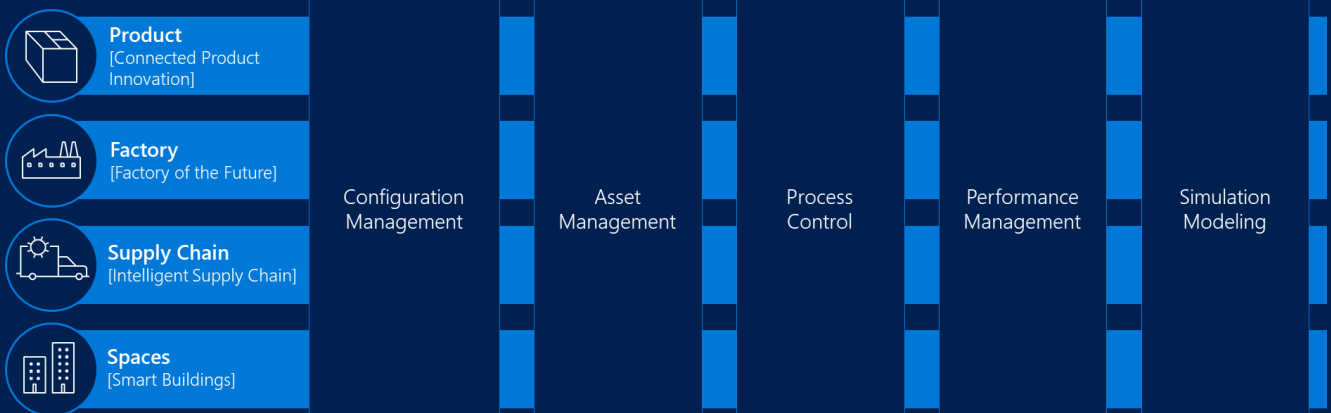 Product
[Connected Product
Innovation]
Factory
[Factory of the Future]
Supply Chain
[Intelligent Supply Chain]
Spaces
[Smart Buildings]
Configuration
Management
Asset
Management
Process
Control
Performance
Management
Simulation
Modeling